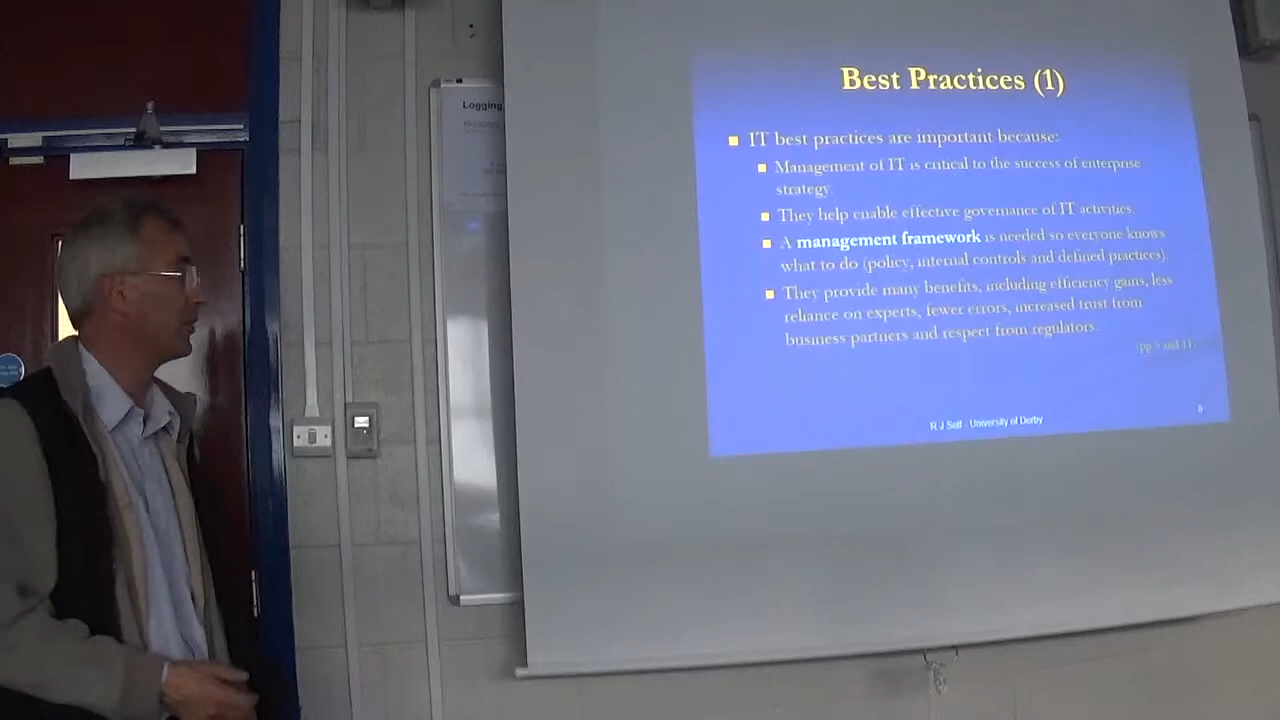 Logging
Best Practices (1)
IT best practices are important because:
Management of IT is critical to the success of enterprise
strategy.
They help enable effective governance of IT activities.
A management framework is needed so everyone knows
what to do (policy, internal controls and defined practices).
They provide many benefits, including efficiency gains, less
reliance on experts, fewer errors, increased trust from
business partners and respect from regulators.
and 11)
R J Self - University of Derby